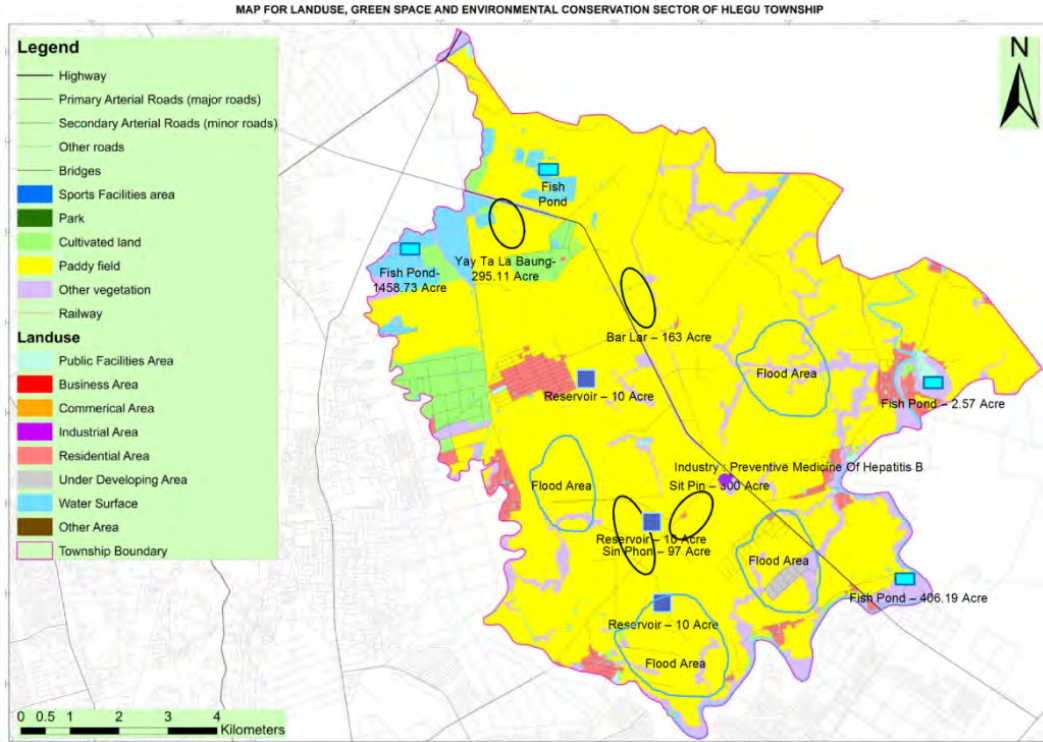 MAP FOR LANDUSE, GREEN SPACE AND ENVIRONMENTAL CONSERVATION SECTOR OF HLEGU TOWNSHIP
Legend
Highway
Primary Arterial Roads (major roads)
Secondary Arterial Roads (minor roads)
Other roads
Bridges
Sports Facilities area
Park
Cultivated land
Paddy field
Other vegetation
Railway
Landuse
Public Facilities Area
Business Area
Commerical Area
Industrial Area
Residential Area
Under Developing Area
Water Surface
Other Area
Township Boundary
0 0.5 1 2 3 4
Kilometers
N
Fish
Pond
Yay Ta La Baung-
295.11 Acre
Fish Pond-
1458.73 Acre
Bar Lar – 163 Acre
Flood Area
Reservoir – 10 Acre
Fish Pond – 2.57 Acre
Industry : Preventive Medicine Of Hepatitis B
Sit Pin – 300 Acre
Flood Area
Reservoir – 10 Acre
Sin Phon – 97 Acre
Flood Area
Fish Pond – 406.19 Acre
Reservoir – 10 Acre
Flood Area